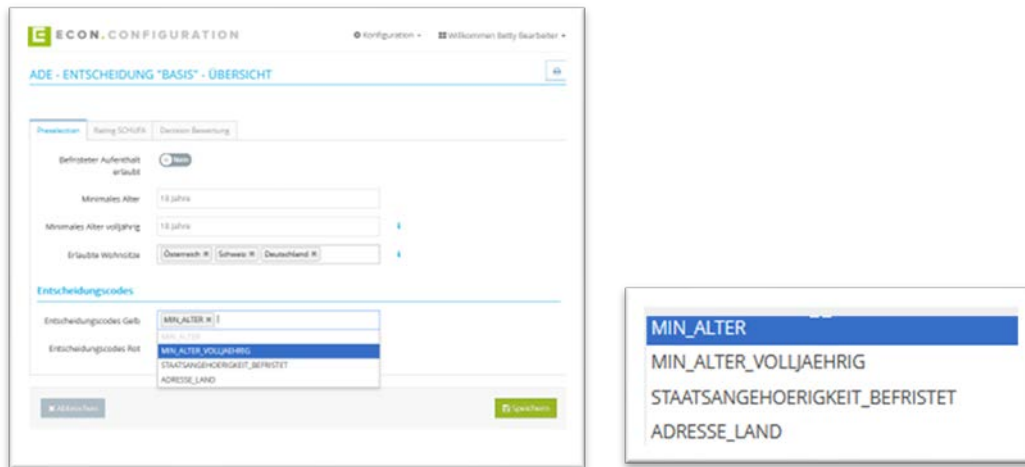 ECON.CONFIGURATION
Konfiguration
Willkommen Betty Bearbeiter
ADE - ENTSCHEIDUNG "BASIS" - ÜBERSICHT
Preselection Rating SCHUFA Decision Bewertung
Befristeter Aufenthalt
erlaubt
Nein
Minimales Alter
18 Jahre
Minimales Alter volljährig
18 Jahre
Erlaubte Wohnsitze
Österreich × Schweiz × Deutschland ×
Entscheidungscodes
Entscheidungscodes Gelb
MIN_ALTER ×
MIN_ALTER
Entscheidungscodes Rot
MIN_ALTER_VOLLJAEHRIG
STAATSANGEHOERIGKEIT_BEFRISTET
ADRESSE_LAND
Abbrechen
Speichern
MIN_ALTER
MIN_ALTER_VOLLJAEHRIG
STAATSANGEHOERIGKEIT_BEFRISTET
ADRESSE_LAND